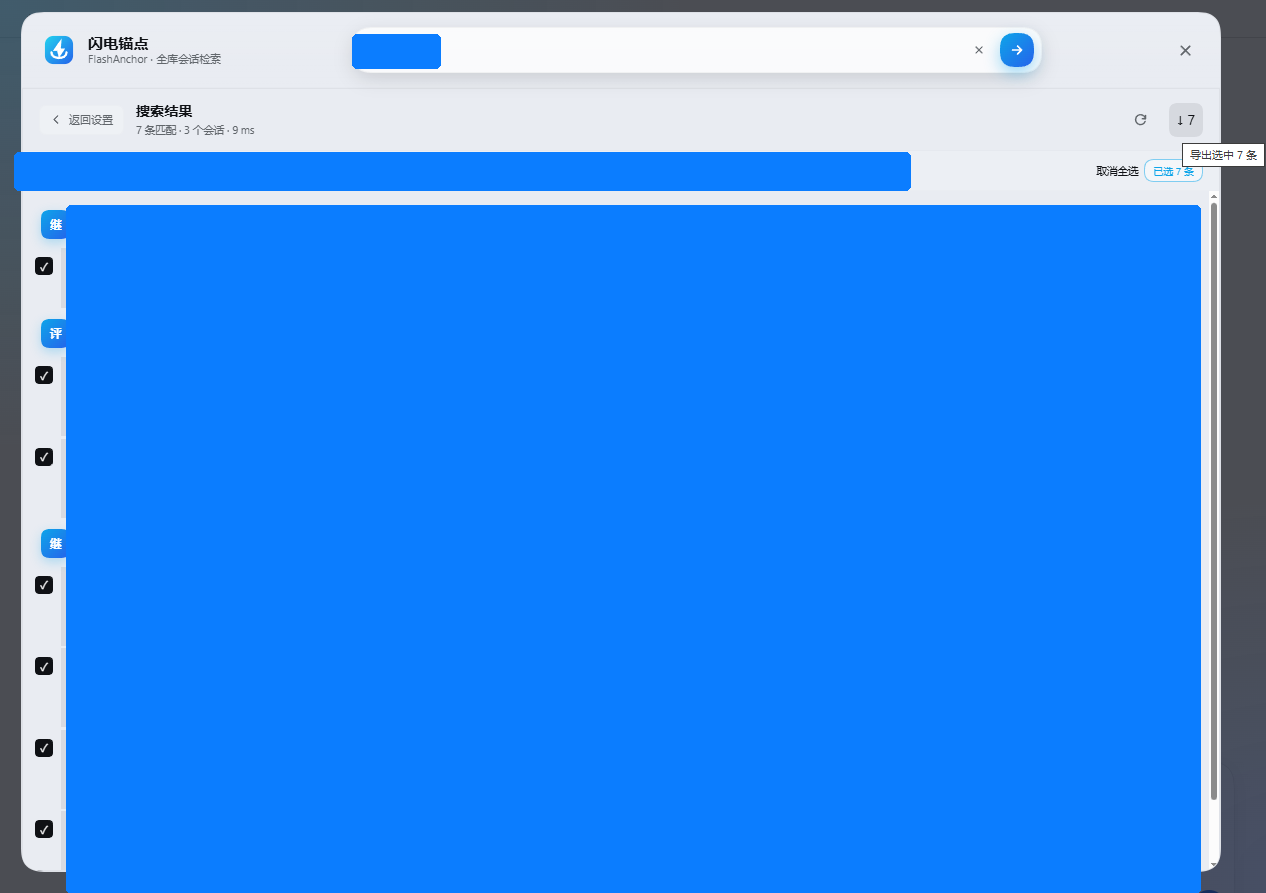 闪电锚点
FlashAnchor · 全库会话检索
返回设置
搜索结果
7 条匹配 · 3 个会话 · 9 ms
↓ 7
导出选中 7 条
取消全选
已选 7 条
继
评
继